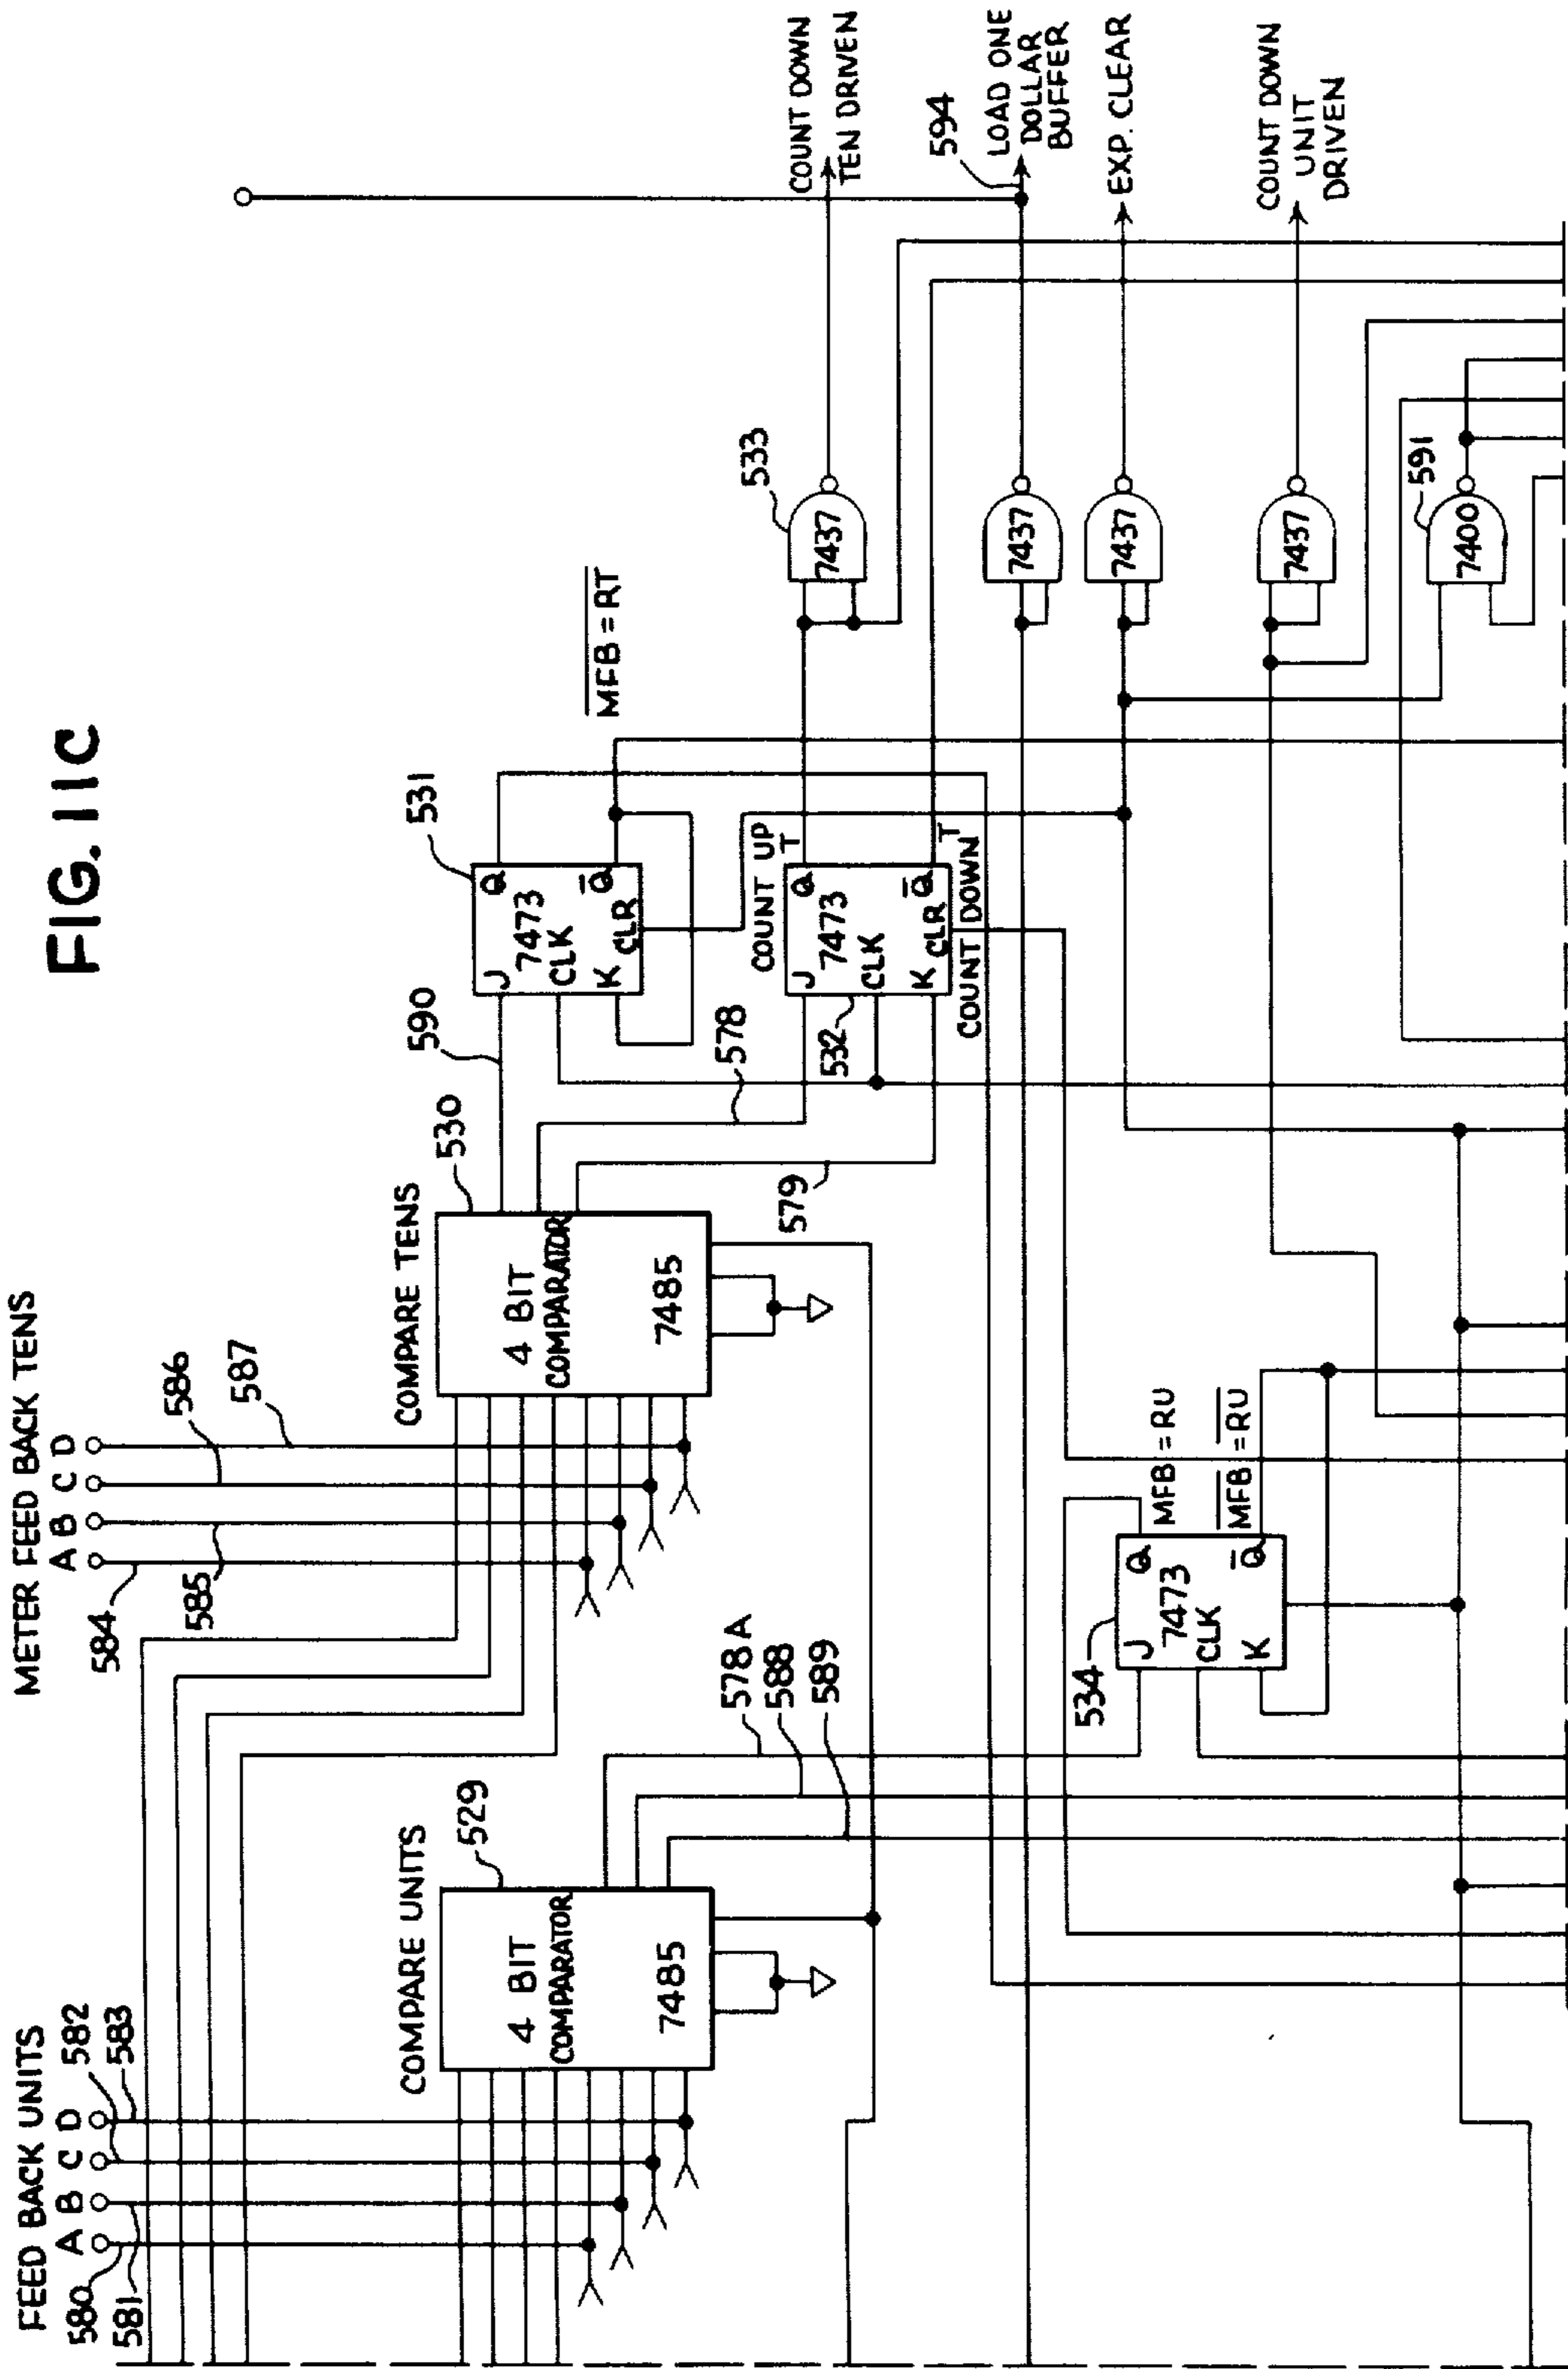 FIG. 11C
METER FEED BACK TENS
A B C D
584
585
586
587
FEED BACK UNITS
A B C D
580
581
582
583
COMPARE UNITS
529
4 BIT
COMPARATOR
7485
COMPARE TENS
530
4 BIT
COMPARATOR
7485
590
531
J Q
7473
CLK
K Q̅
CLR
MFB = RT
578
579
COUNT UP
T
532
J Q
7473
CLK
K Q̅
CLR
T
COUNT DOWN
578A
588
589
534
J Q
7473
CLK
K Q̅
MFB = RU
MFB = RU
533
7437
COUNT DOWN
TEN DRIVEN
7437
594
LOAD ONE
DOLLAR
BUFFER
7437
EXP. CLEAR
7437
COUNT DOWN
UNIT
DRIVEN
591
7400